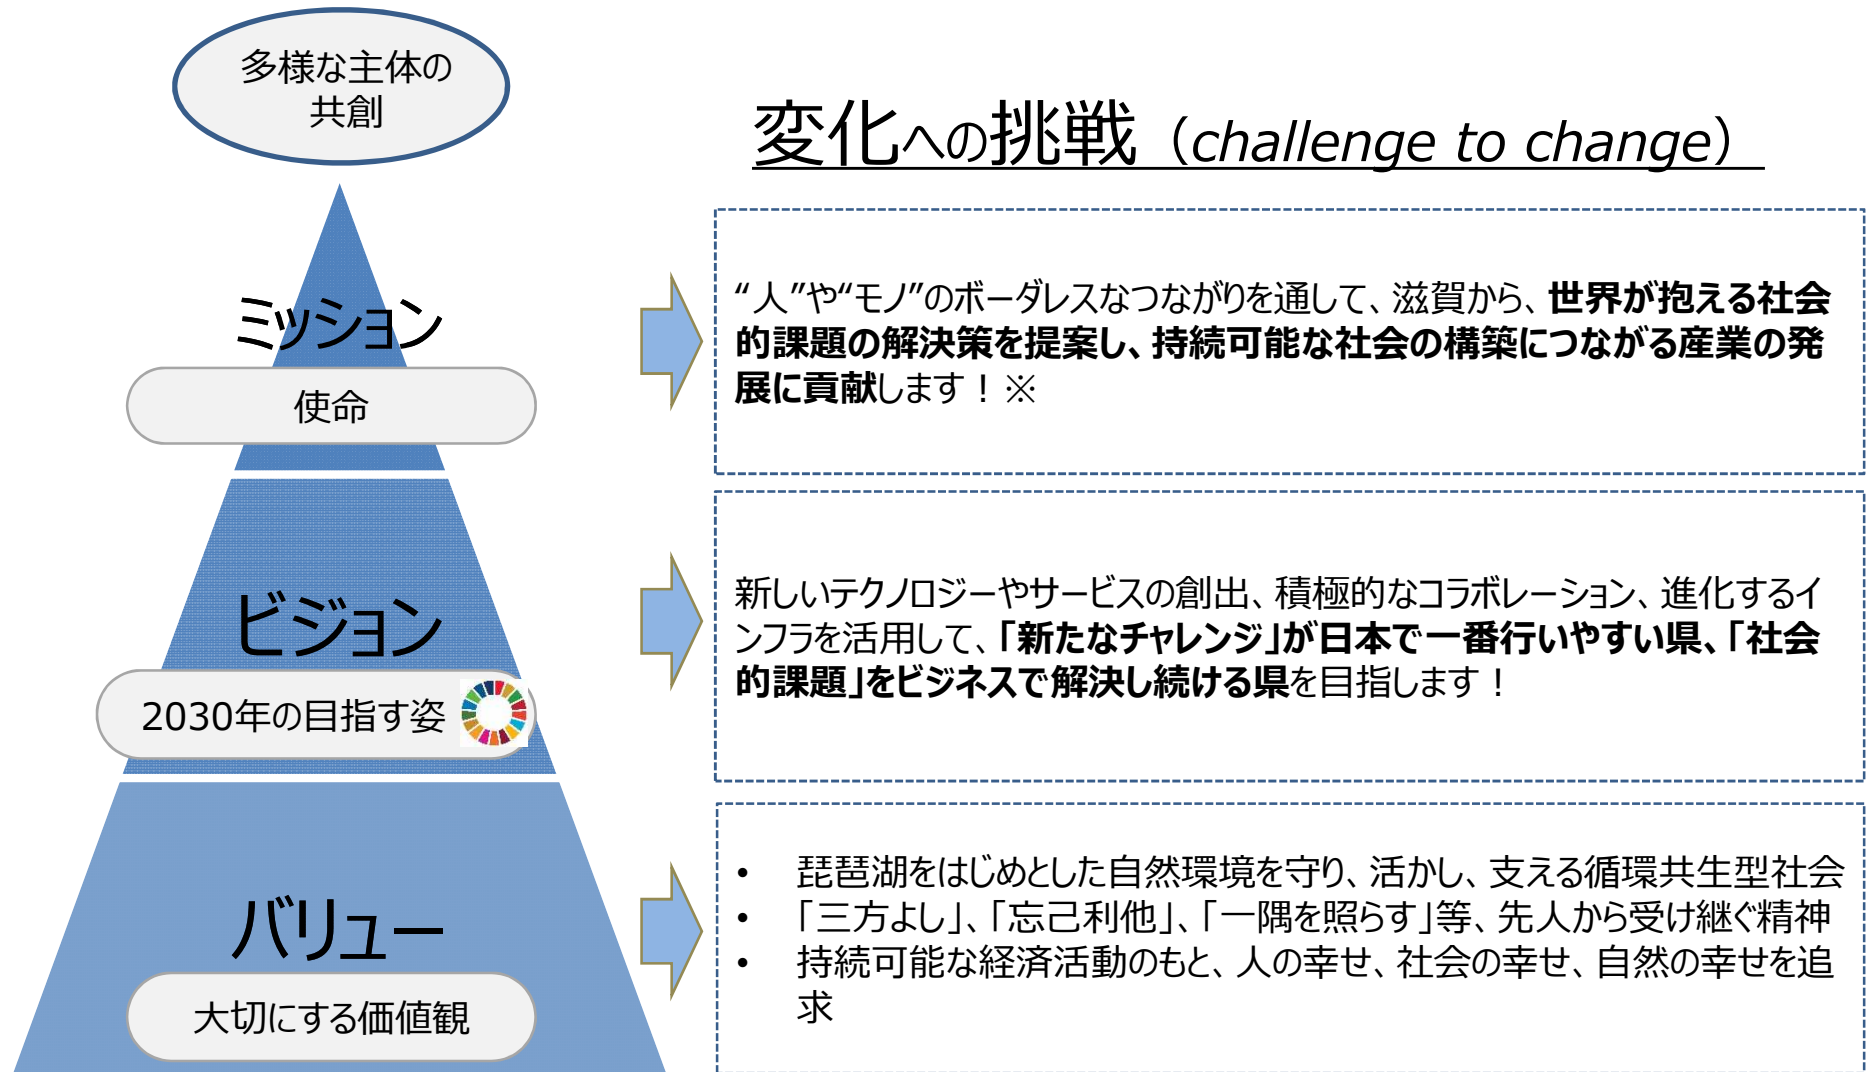 多様な主体の
共創
変化への挑戦（challenge to change）
ミッション
使命
“人”や“モノ”のボーダレスなつながりを通して、滋賀から、世界が抱える社会
的課題の解決策を提案し、持続可能な社会の構築につながる産業の発
展に貢献します！※
ビジョン
2030年の目指す姿
新しいテクノロジーやサービスの創出、積極的なコラボレーション、進化するイ
ンフラを活用して、「新たなチャレンジ」が日本で一番行いやすい県、「社会
的課題」をビジネスで解決し続ける県を目指します！
バリュー
大切にする価値観
• 琵琶湖をはじめとした自然環境を守り、活かし、支える循環共生型社会
• 「三方よし」、「忘己利他」、「一隅を照らす」等、先人から受け継ぐ精神
• 持続可能な経済活動のもと、人の幸せ、社会の幸せ、自然の幸せを追
求